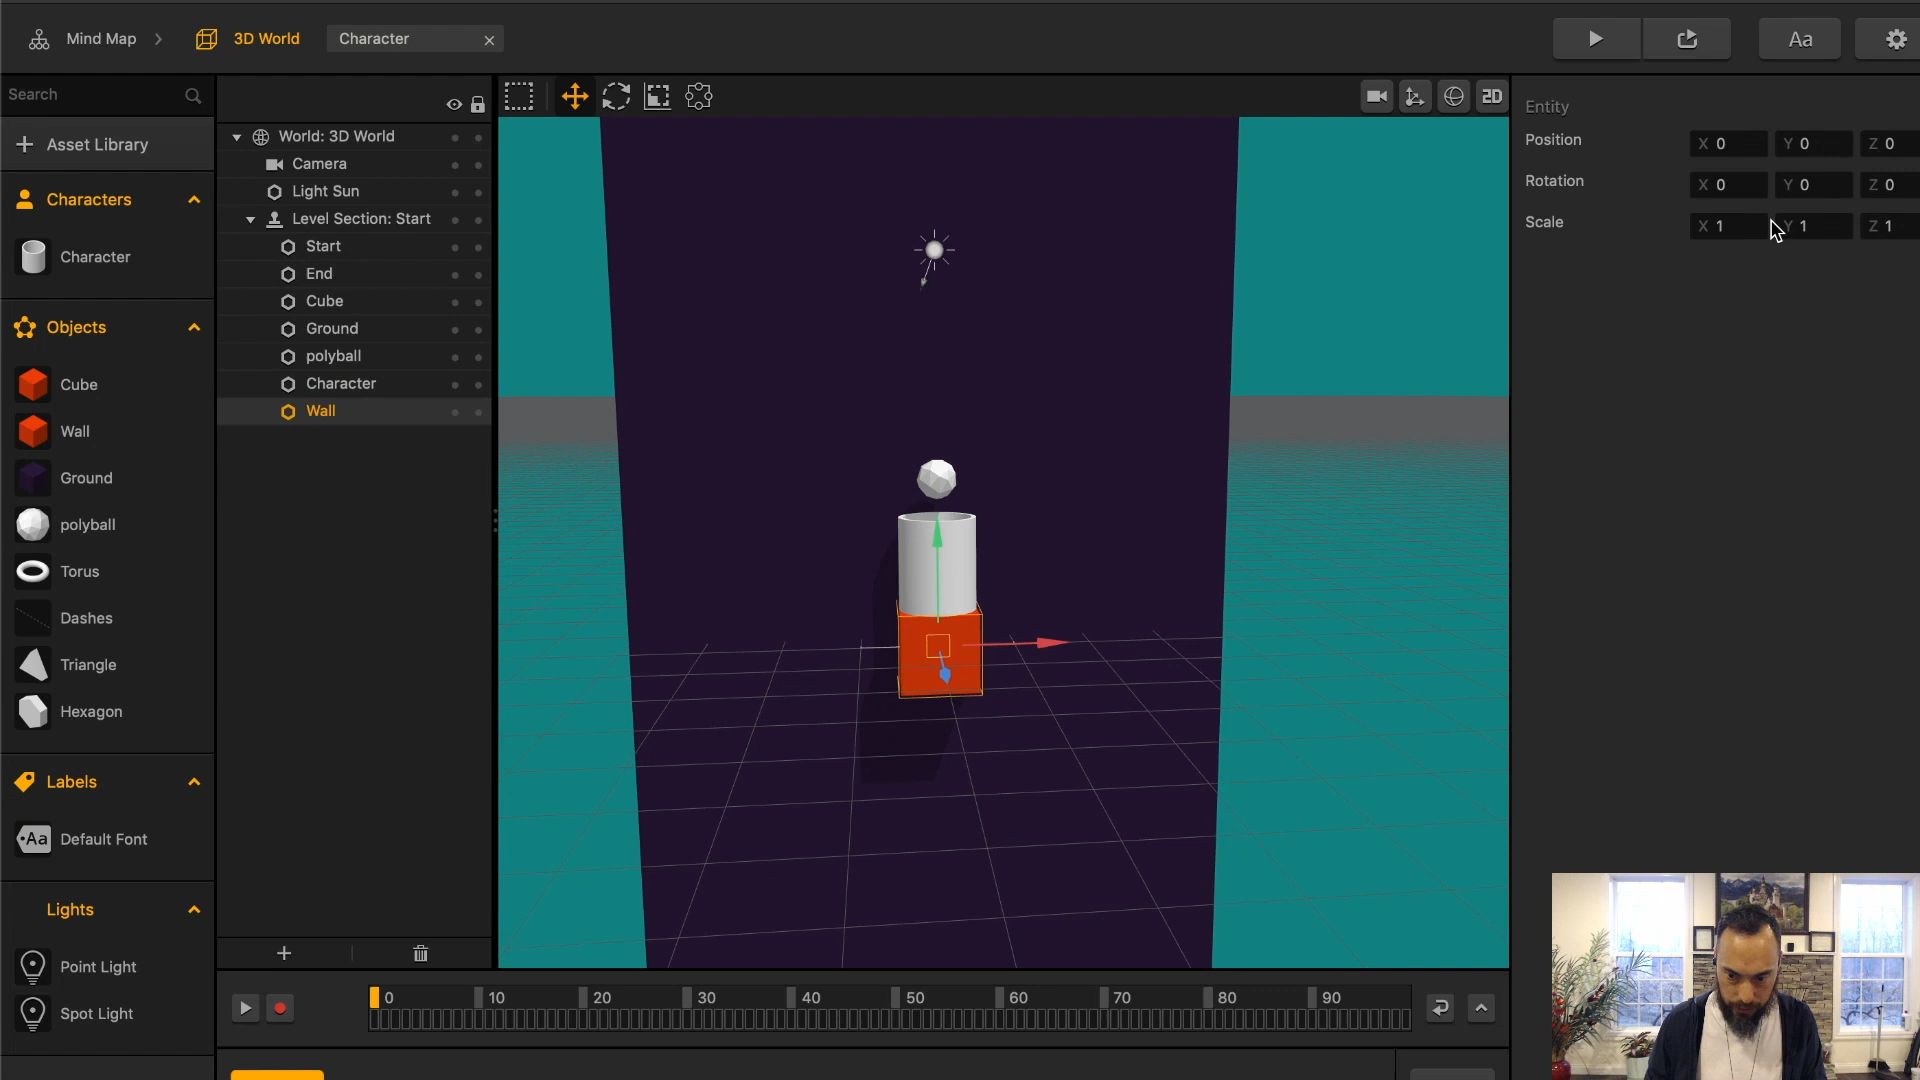 Mind Map
3D World
Character
Aa
Search
Asset Library
Characters
Character
Objects
Cube
Wall
Ground
polyball
Torus
Dashes
Triangle
Hexagon
Labels
Aa Default Font
Lights
Point Light
Spot Light
World: 3D World
Camera
Light Sun
Level Section: Start
Start
End
Cube
Ground
polyball
Character
Wall
2D
0 10 20 30 40 50 60 70 80 90
Entity
Position X 0 Y 0 Z 0
Rotation X 0 Y 0 Z 0
Scale X 1 Y 1 Z 1